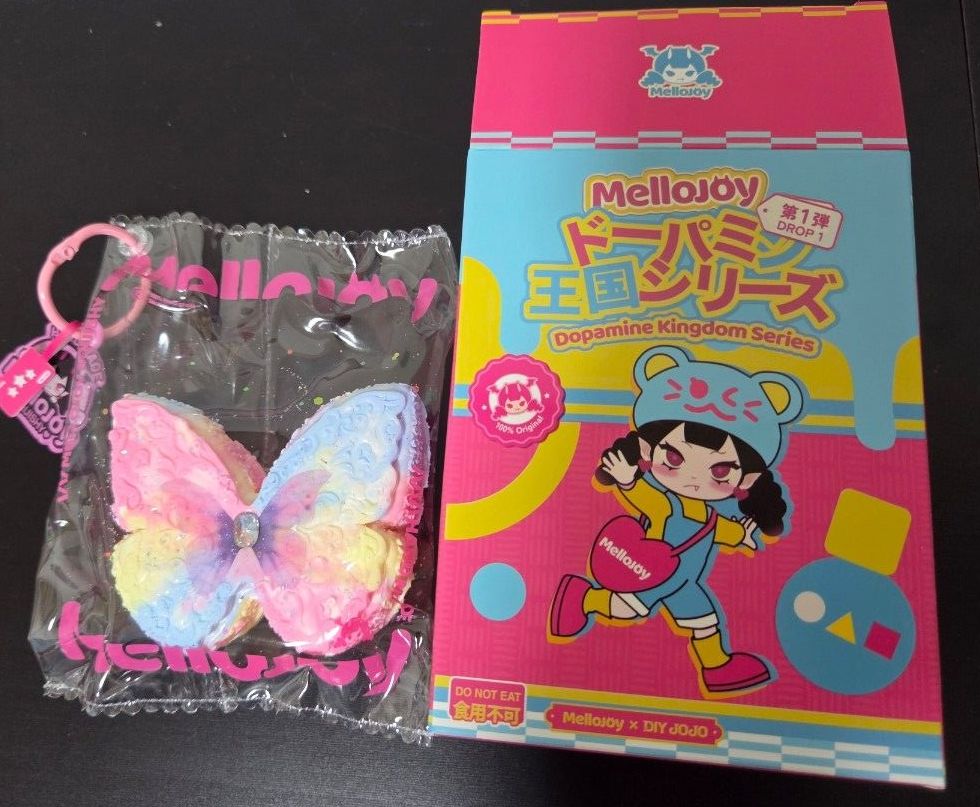 MelloJOY
MelloJOY
第1弾
DROP 1
ドーパミン
王国シリーズ
Dopamine Kingdom Series
100% Original
MelloJOY
DO NOT EAT
食用不可
MelloJOY × DIY JOJO
Mellojoy
Mellojoy